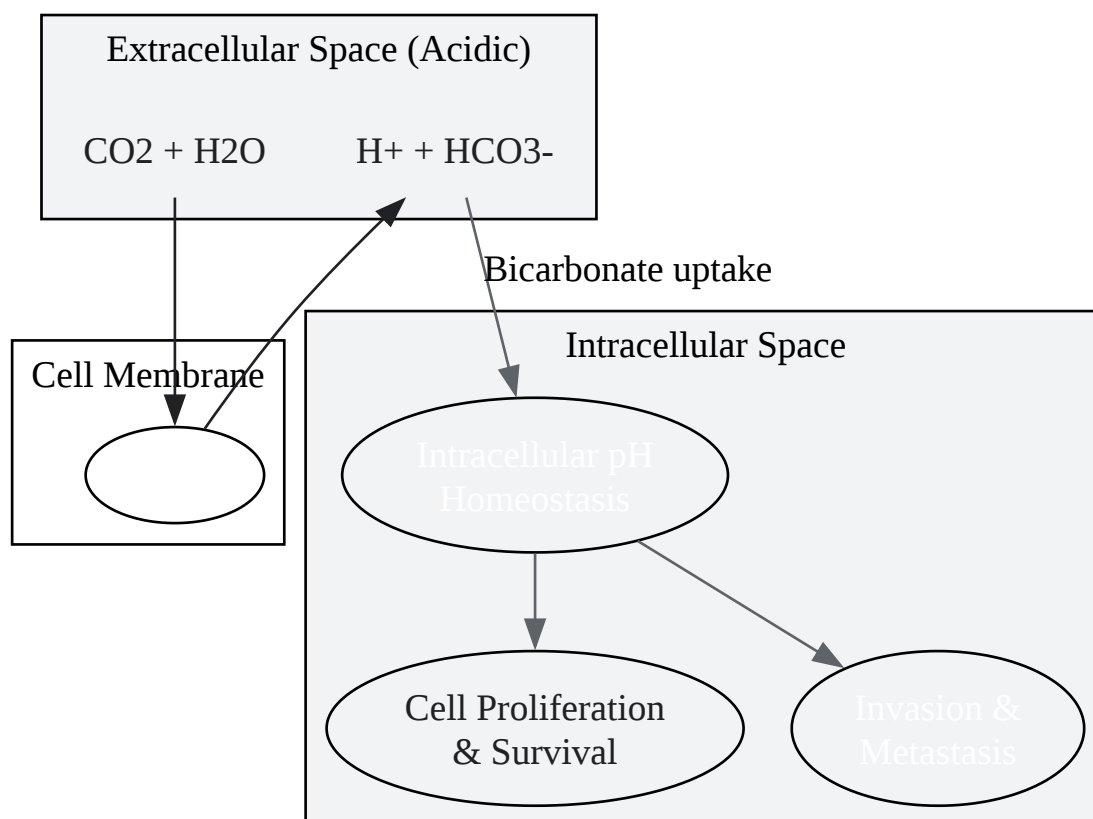 Extracellular Space (Acidic)
CO2 + H2O
H+ + HCO3-
Bicarbonate uptake
Intracellular Space
Cell Membrane
Intracellular pH
Homeostasis
Cell Proliferation
& Survival
Invasion &
Metastasis